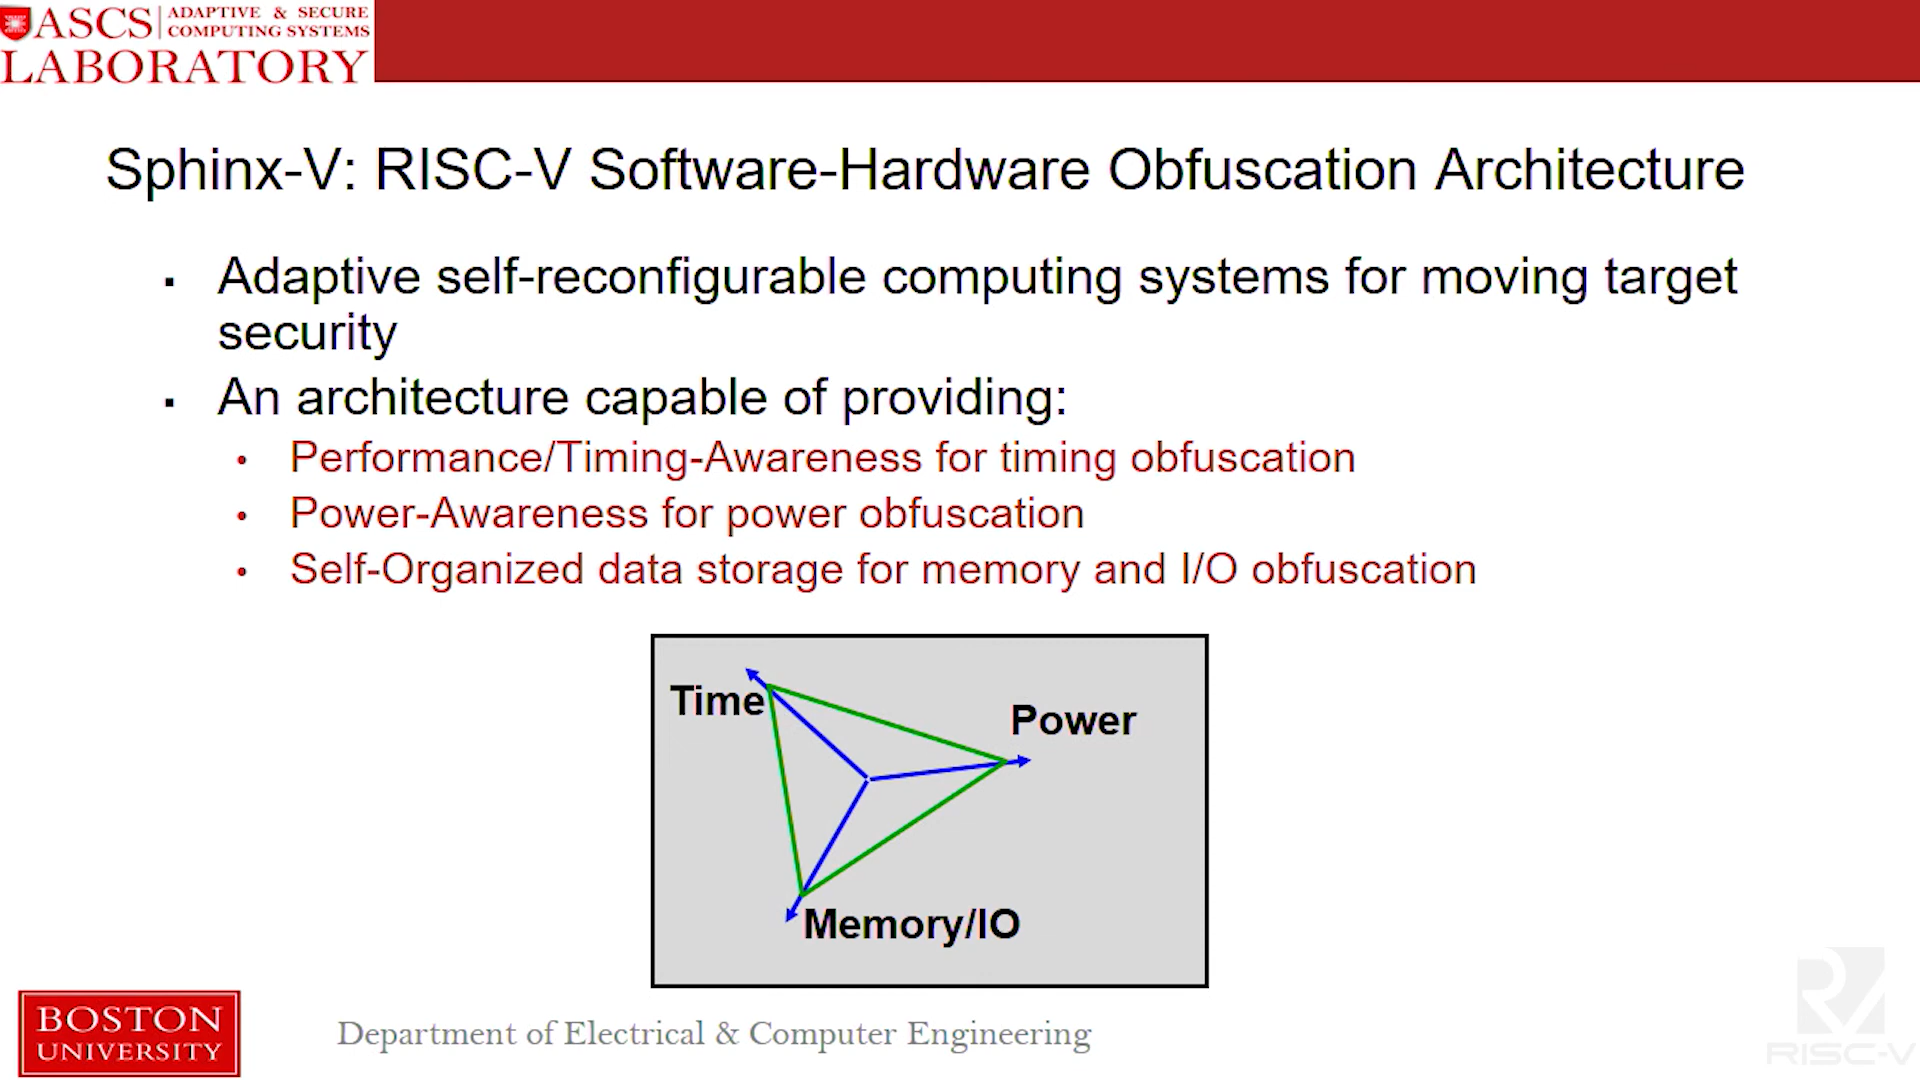 ASCS ADAPTIVE & SECURE
COMPUTING SYSTEMS
LABORATORY
Sphinx-V: RISC-V Software-Hardware Obfuscation Architecture
▪ Adaptive self-reconfigurable computing systems for moving target
security
▪ An architecture capable of providing:
• Performance/Timing-Awareness for timing obfuscation
• Power-Awareness for power obfuscation
• Self-Organized data storage for memory and I/O obfuscation
Time
Power
Memory/IO
BOSTON
UNIVERSITY
Department of Electrical & Computer Engineering
RISC-V